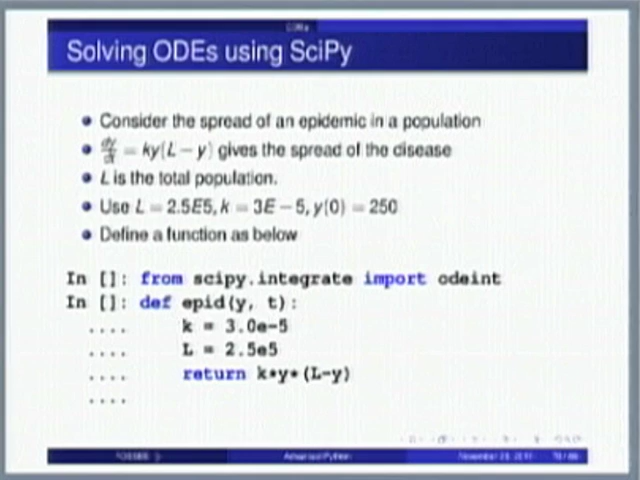 ODEs
Solving ODEs using SciPy
Consider the spread of an epidemic in a population
dy/dt = ky(L − y) gives the spread of the disease
L is the total population.
Use L = 2.5E5, k = 3E − 5, y(0) = 250
Define a function as below
In []: from scipy.integrate import odeint
In []: def epid(y, t):
.... k = 3.0e-5
.... L = 2.5e5
.... return k*y*(L-y)
....
Advanced Python